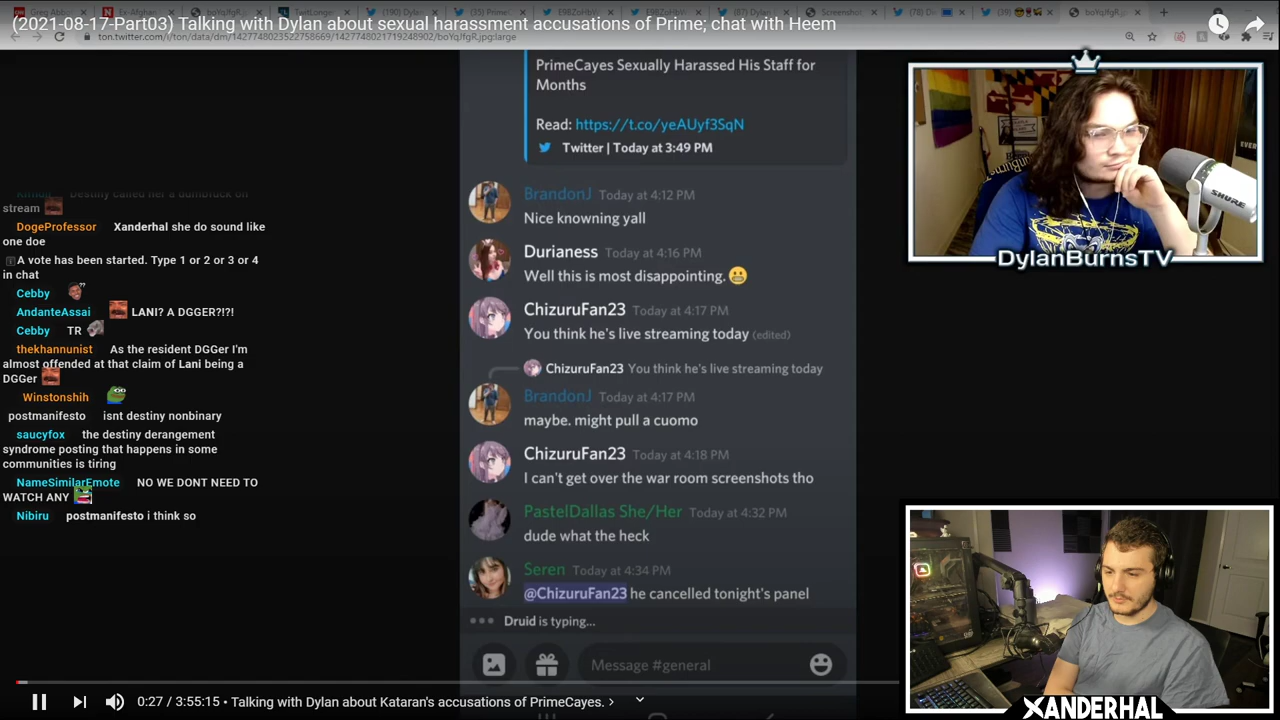 (2021-08-17-Part03) Talking with Dylan about sexual harassment accusations of Prime; chat with Heem
ton.twitter.com/i/ton/data/dm/1427748023522758669/1427748021719248902/boYqJfgR.jpg:large
PrimeCayes Sexually Harassed His Staff for
Months
Read: https://t.co/yeAUyf3SqN
Twitter | Today at 3:49 PM
BrandonJ Today at 4:12 PM
Nice knowning yall
Durianess Today at 4:16 PM
Well this is most disappointing. 😬
ChizuruFan23 Today at 4:17 PM
You think he's live streaming today (edited)
ChizuruFan23 You think he's live streaming today
BrandonJ Today at 4:17 PM
maybe. might pull a cuomo
ChizuruFan23 Today at 4:18 PM
I can't get over the war room screenshots tho
PastelDallas She/Her Today at 4:32 PM
dude what the heck
Seren Today at 4:34 PM
@ChizuruFan23 he cancelled tonight's panel
Druid is typing...
Message #general
Destiny called her a dumbfuck on
stream
DogeProfessor Xanderhal she do sound like
one doe
A vote has been started. Type 1 or 2 or 3 or 4
in chat
Cebby
AndanteAssai LANI? A DGGER?!?!
Cebby TR
thekhannunist As the resident DGGer I'm
almost offended at that claim of Lani being a
DGGer
Winstonshih
postmanifesto isnt destiny nonbinary
saucyfox the destiny derangement
syndrome posting that happens in some
communities is tiring
NameSimilarEmote NO WE DONT NEED TO
WATCH ANY
Nibiru postmanifesto i think so
SHURE
DylanBurnsTV
XANDERHAL
0:27 / 3:55:15 • Talking with Dylan about Kataran's accusations of PrimeCayes. >